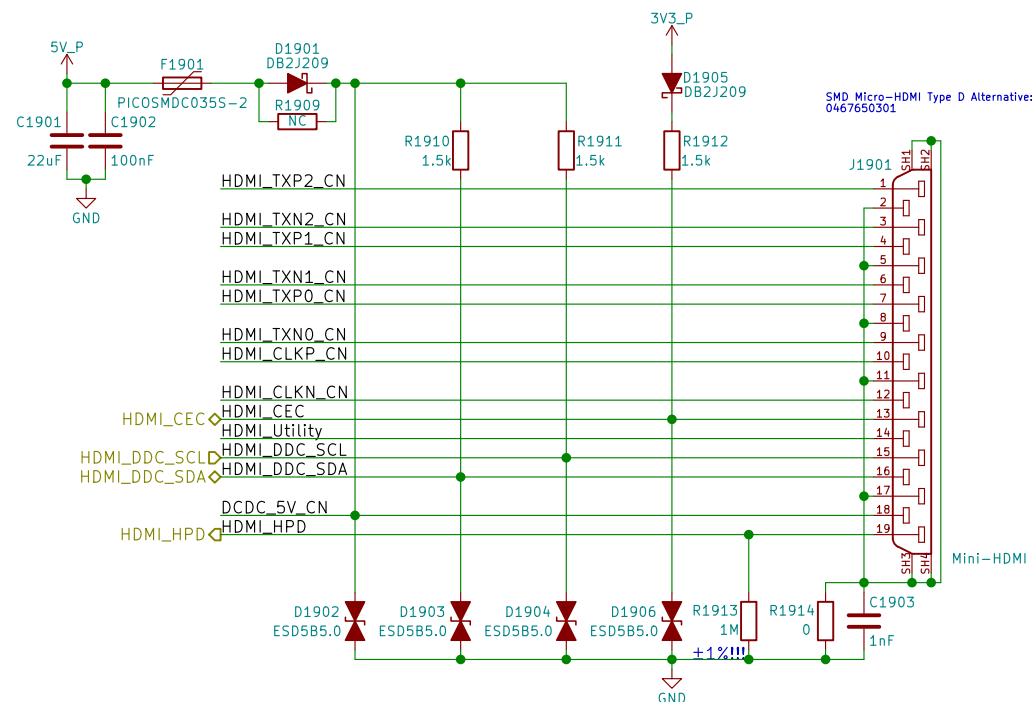 3V3_P
5V_P
F1901
PICOSMDC035S-2
D1901
DB2J209
R1909
NC
D1905
DB2J209
SMD Micro-HDMI Type D Alternative:
0467650301
C1901
22uF
C1902
100nF
GND
R1910
1.5k
R1911
1.5k
R1912
1.5k
J1901
SH1
SH2
HDMI_TXP2_CN
1
2
HDMI_TXN2_CN
3
HDMI_TXP1_CN
4
5
HDMI_TXN1_CN
6
HDMI_TXP0_CN
7
8
HDMI_TXN0_CN
9
HDMI_CLKP_CN
10
11
HDMI_CLKN_CN
12
HDMI_CEC
HDMI_CEC
13
HDMI_Utility
14
HDMI_DDC_SCL
HDMI_DDC_SCL
15
HDMI_DDC_SDA
HDMI_DDC_SDA
16
17
DCDC_5V_CN
18
HDMI_HPD
HDMI_HPD
19
SH3
SH4
Mini-HDMI
D1902
ESD5B5.0
D1903
ESD5B5.0
D1904
ESD5B5.0
D1906
ESD5B5.0
R1913
1M
±1%!!!
R1914
0
C1903
1nF
GND